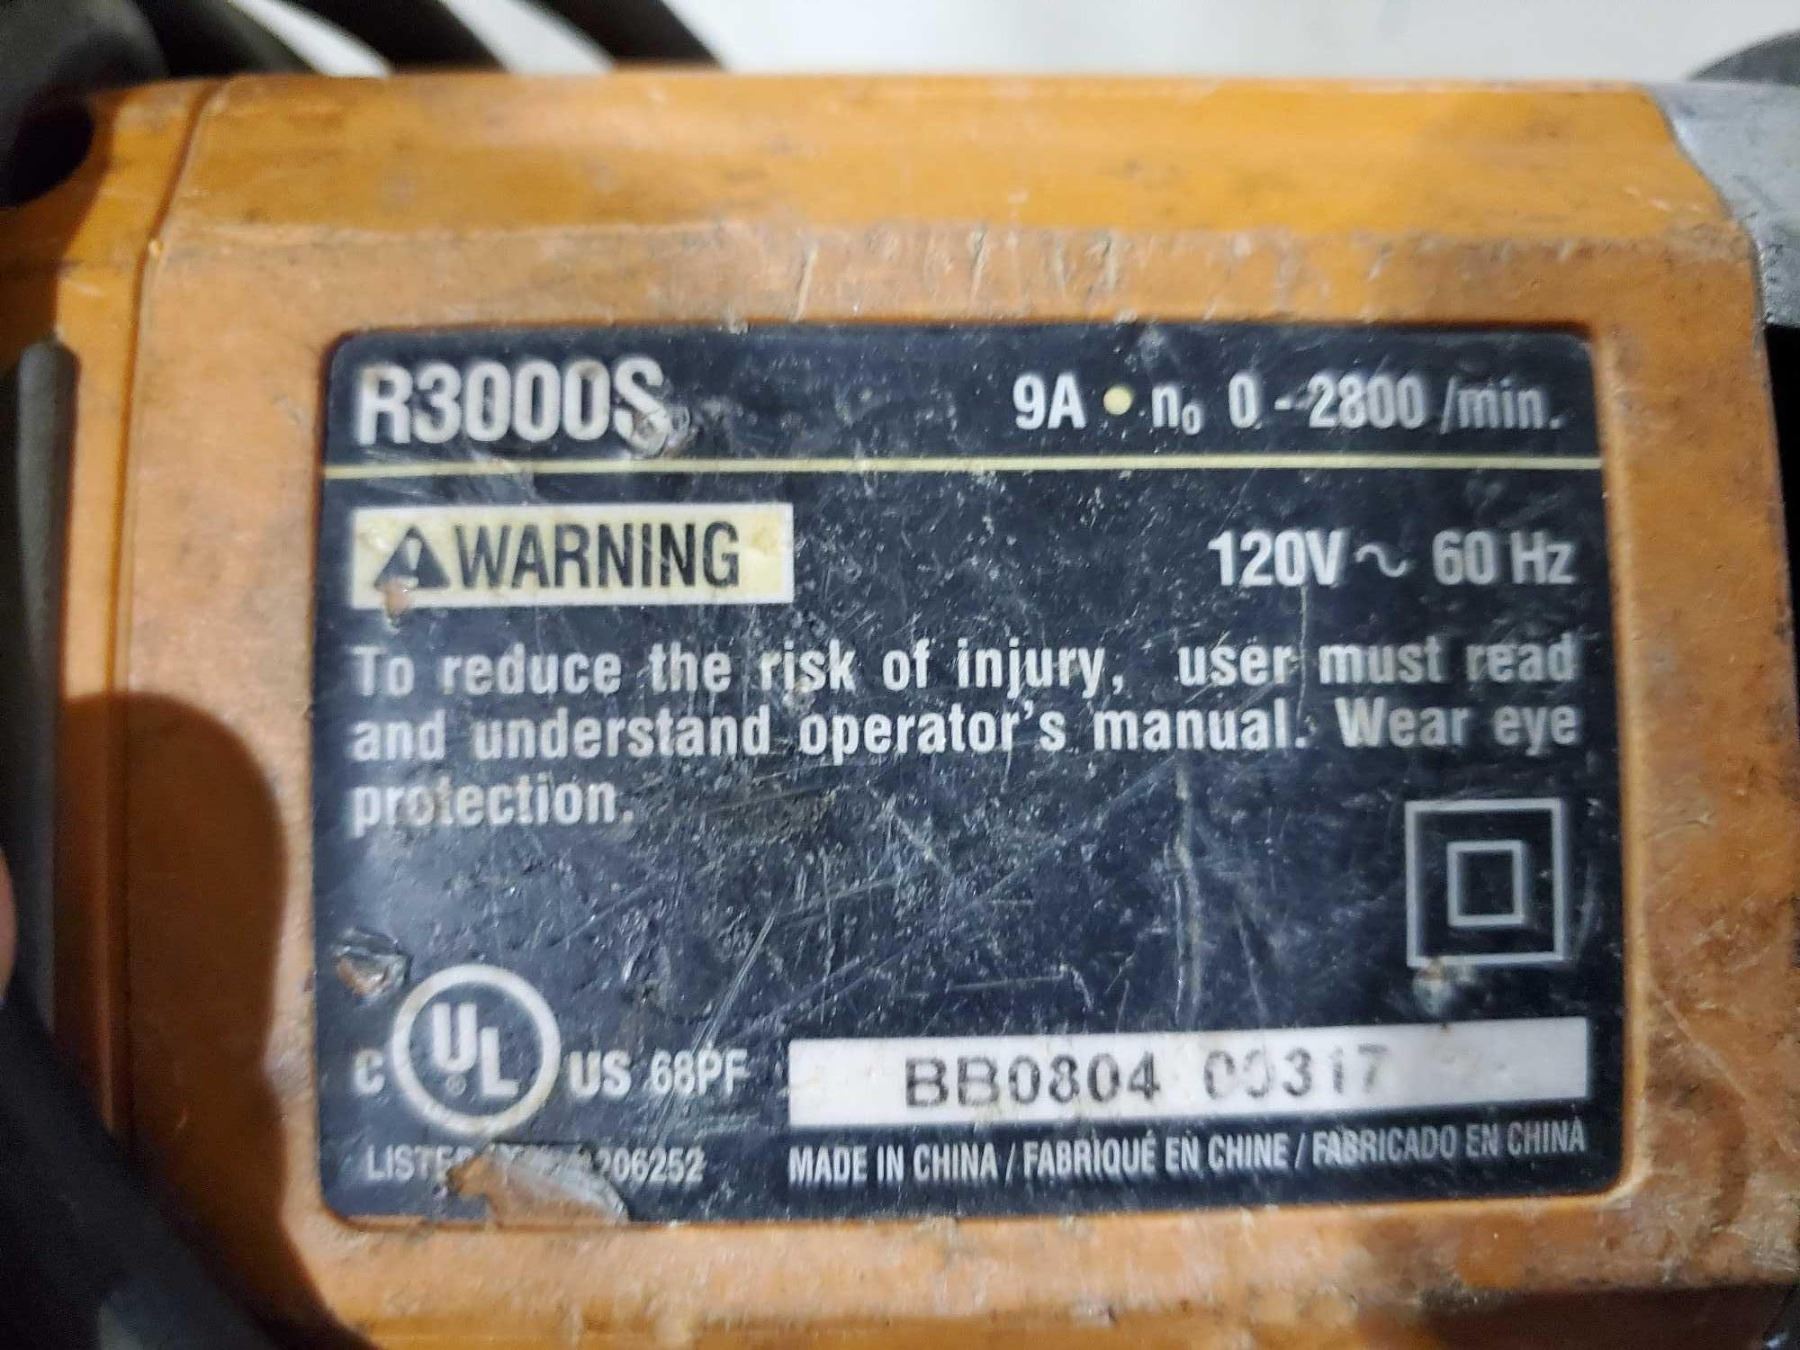 R3000S 9A • n₀ 0 - 2800 /min.
WARNING 120V ~ 60 Hz
To reduce the risk of injury, user must read
and understand operator's manual. Wear eye
protection.
C UL US 68PF BB0804
206252 MADE IN CHINA / FABRIQUÉ EN CHINE / FABRICADO EN CHINA